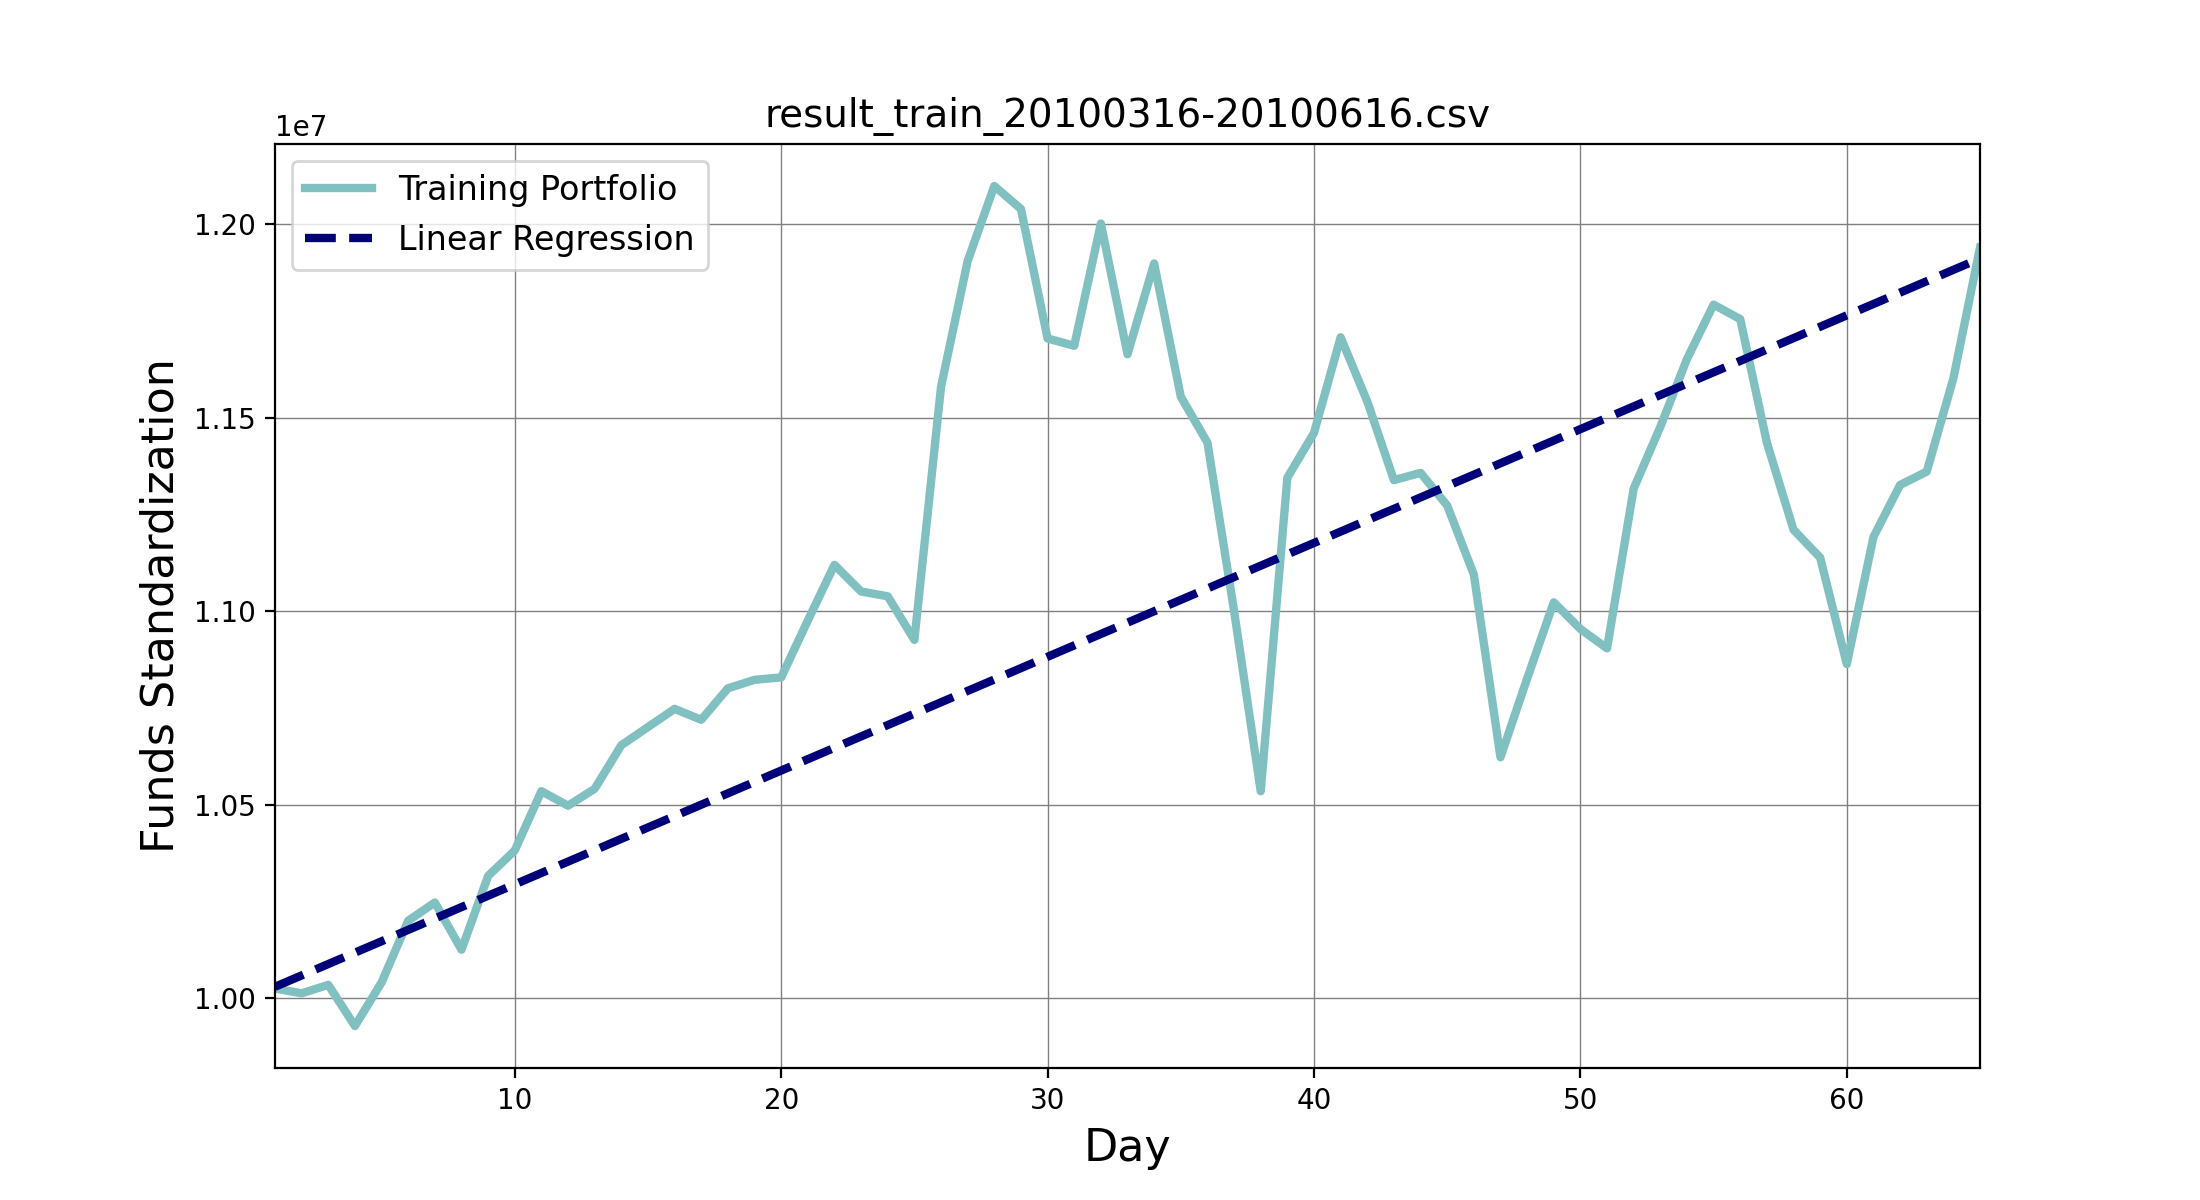 result_train_20100316-20100616.csv
1e7
Training Portfolio
Linear Regression
1.20
1.15
1.10
1.05
1.00
Funds Standardization
10 20 30 40 50 60
Day